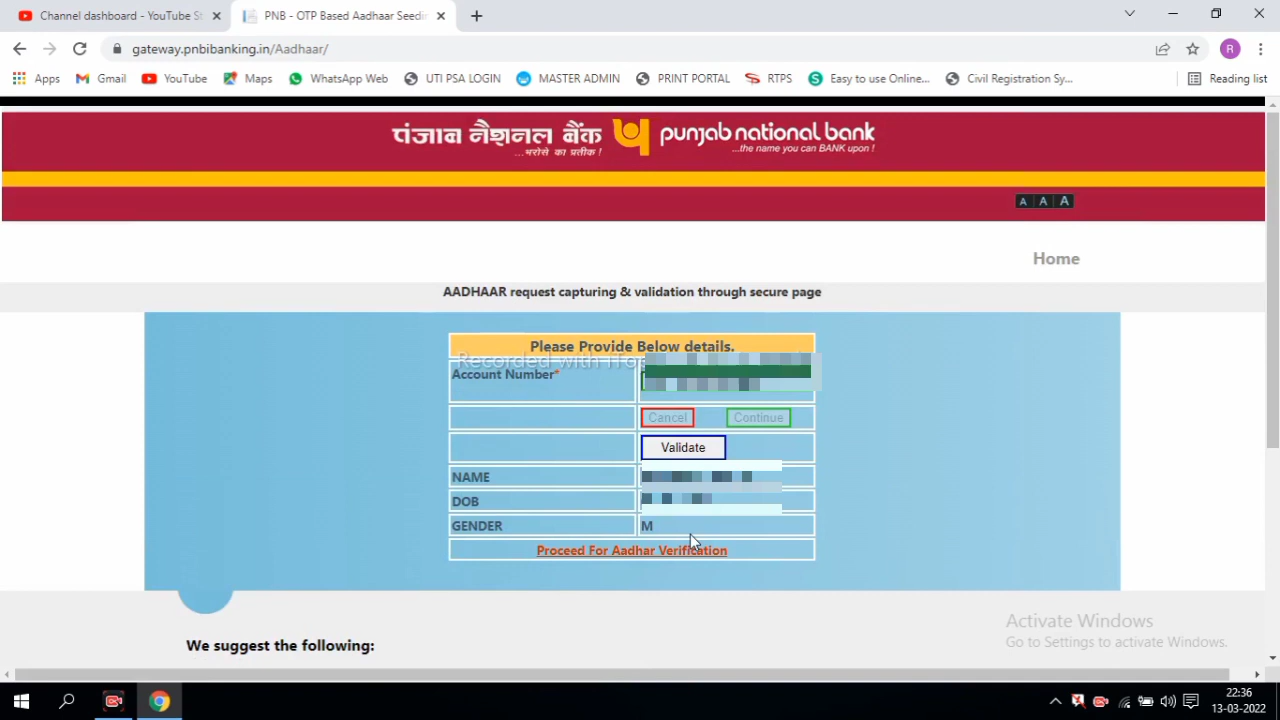 Channel dashboard - YouTube St
PNB - OTP Based Aadhaar Seedin
gateway.pnbibanking.in/Aadhaar/
R
Apps
Gmail
YouTube
Maps
WhatsApp Web
UTI PSA LOGIN
MASTER ADMIN
PRINT PORTAL
RTPS
Easy to use Online...
Civil Registration Sy...
Reading list
पंजाब नैशनल बैंक
...भरोसे का प्रतीक !
punjab national bank
...the name you can BANK upon !
A A A
Home
AADHAAR request capturing & validation through secure page
Please Provide Below details.
Recorded with iTop
Account Number*
Cancel Continue
Validate
NAME
DOB
GENDER M
Proceed For Aadhar Verification
We suggest the following:
Activate Windows
Go to Settings to activate Windows.
22:36
13-03-2022